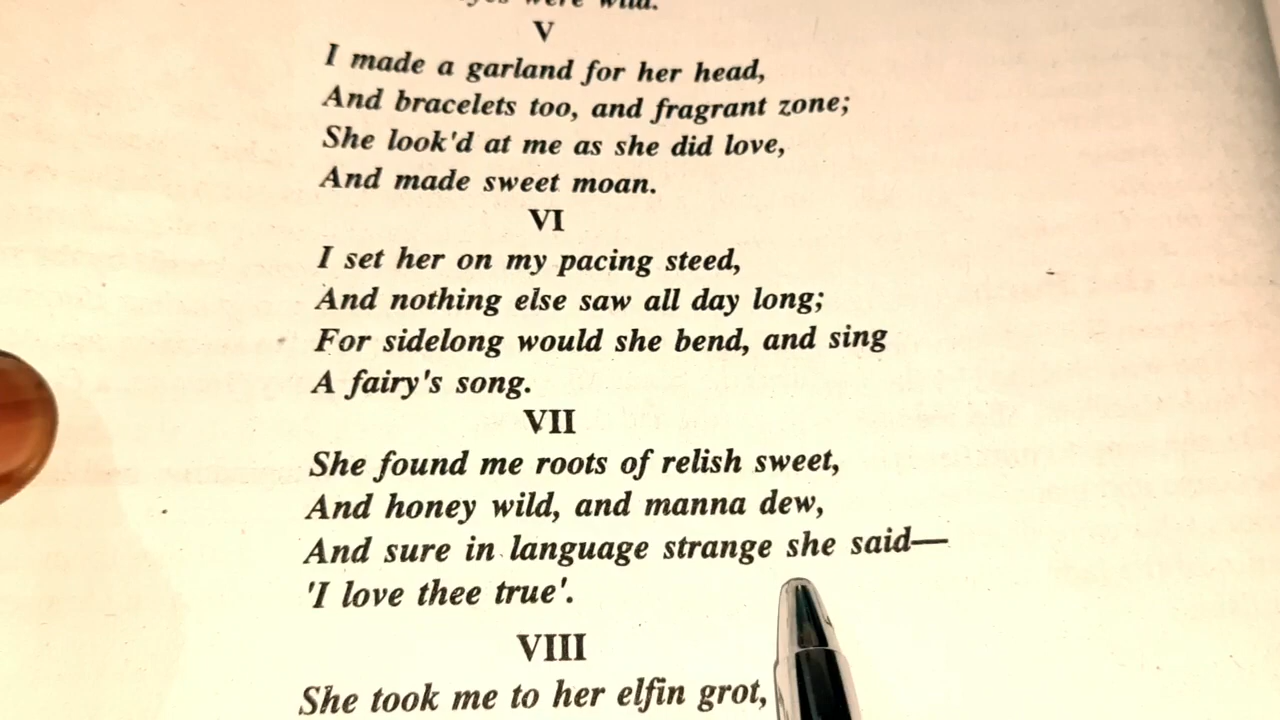 wild.
V
I made a garland for her head,
And bracelets too, and fragrant zone;
She look'd at me as she did love,
And made sweet moan.
VI
I set her on my pacing steed,
And nothing else saw all day long;
For sidelong would she bend, and sing
A fairy's song.
VII
She found me roots of relish sweet,
And honey wild, and manna dew,
And sure in language strange she said—
'I love thee true'.
VIII
She took me to her elfin grot,